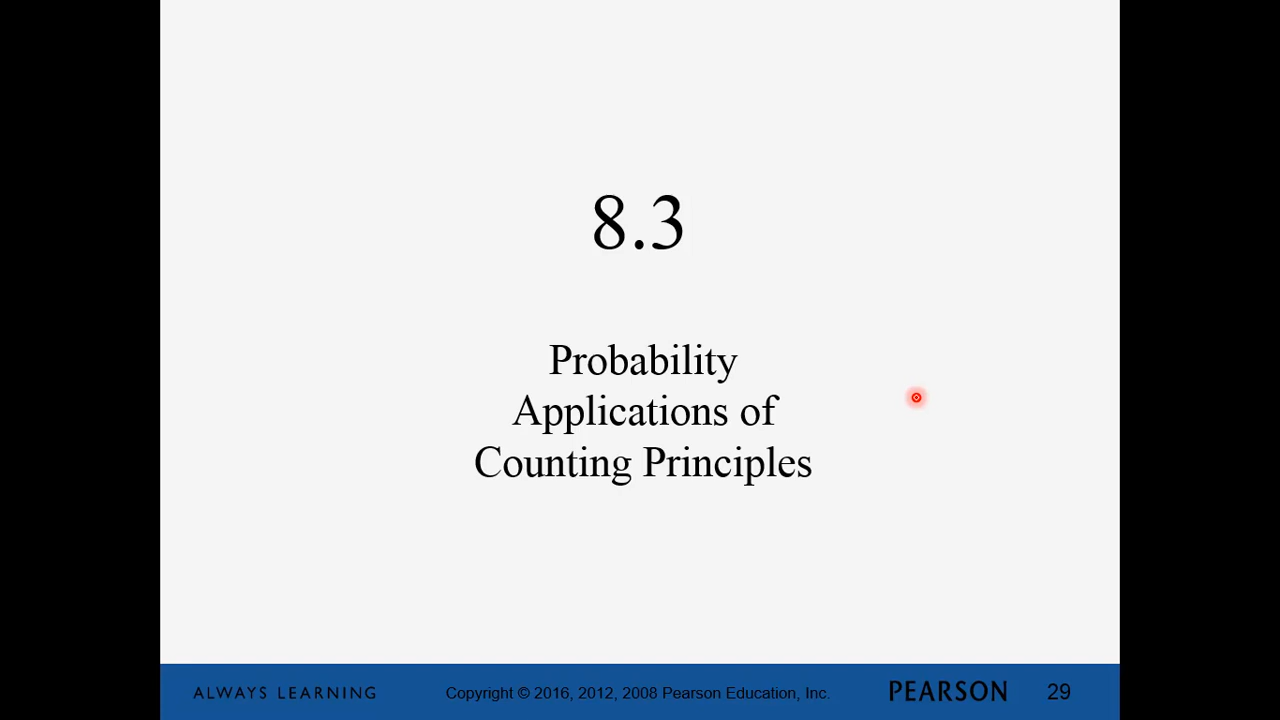 8.3
Probability
Applications of
Counting Principles
ALWAYS LEARNING
Copyright © 2016, 2012, 2008 Pearson Education, Inc.
PEARSON
29